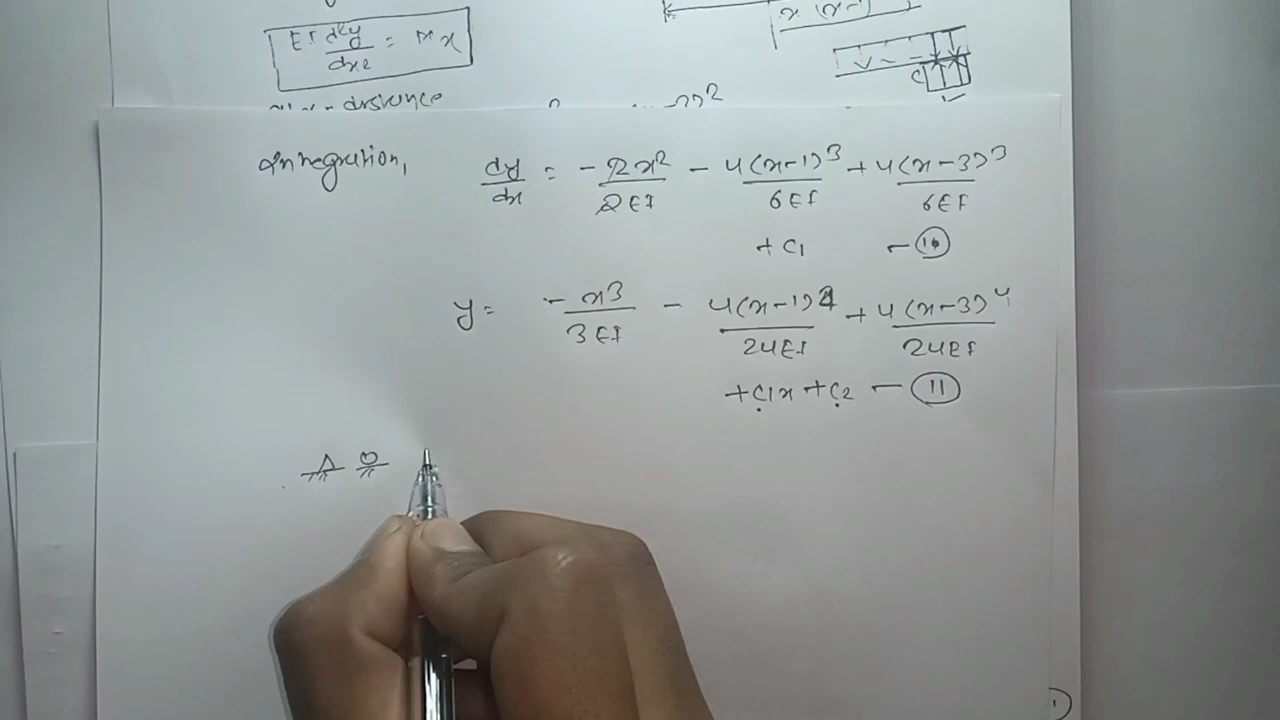 EI d²y/dx² = Mx
x (x-1)
distance
C
Integration, dy/dx = - 2x²/2EI - 4(x-1)³/6EI + 4(x-3)³/6EI
+ C1 - (10)
y = - x³/3EI - 4(x-1)4/24EI + 4(x-3)⁴/24EI
+ C1x + C2 - (11)